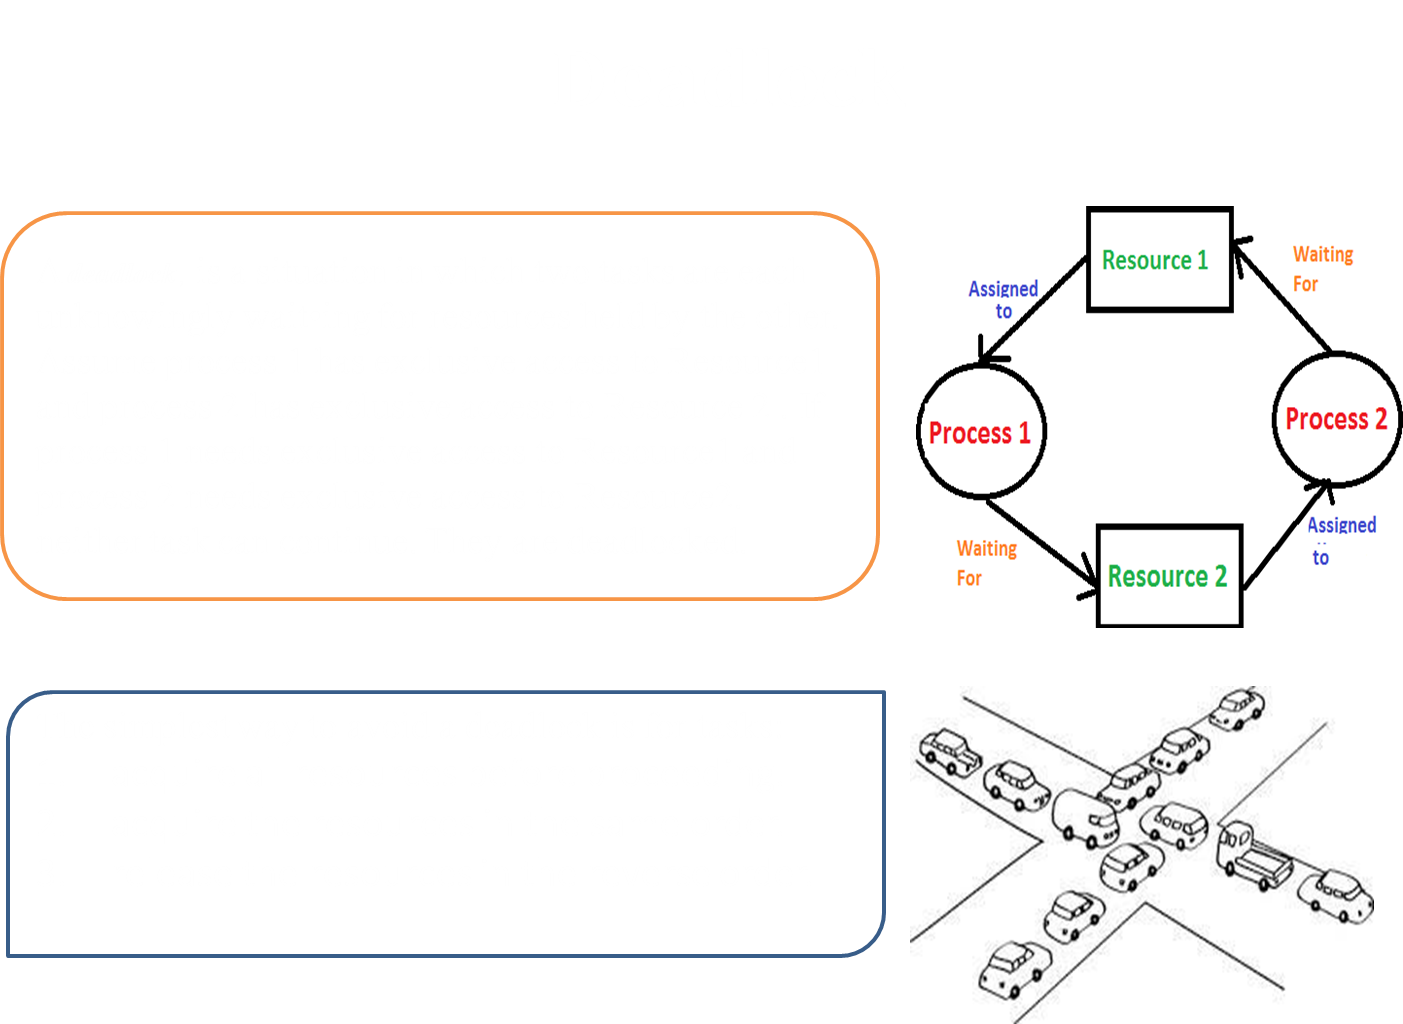 Resource 1
Waiting
For
Assigned
to
Process 1
Process 2
Waiting
For
Resource 2
Assigned
to